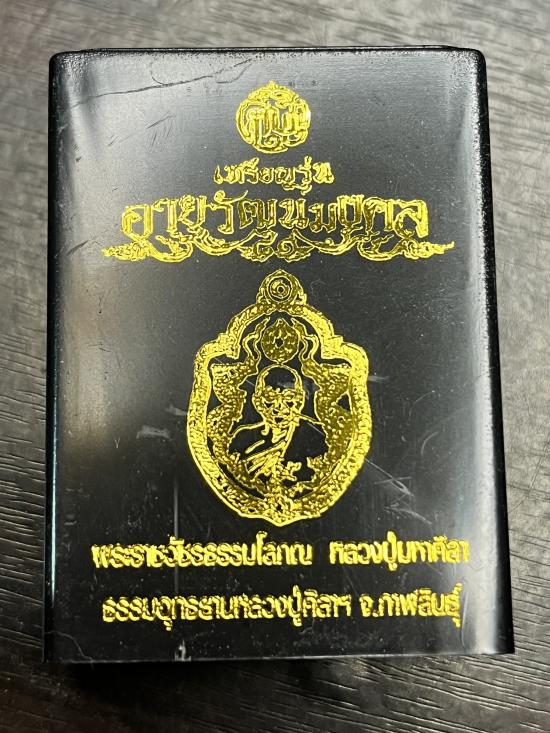 เหรียญรุ่น
อายุวัฒน์มงคล
พระราชวัชรธรรมโสภณ หลวงปู่มหาศิลา
ธรรมอุทยานหลวงปู่ศิลาฯ จ.กาฬสินธุ์